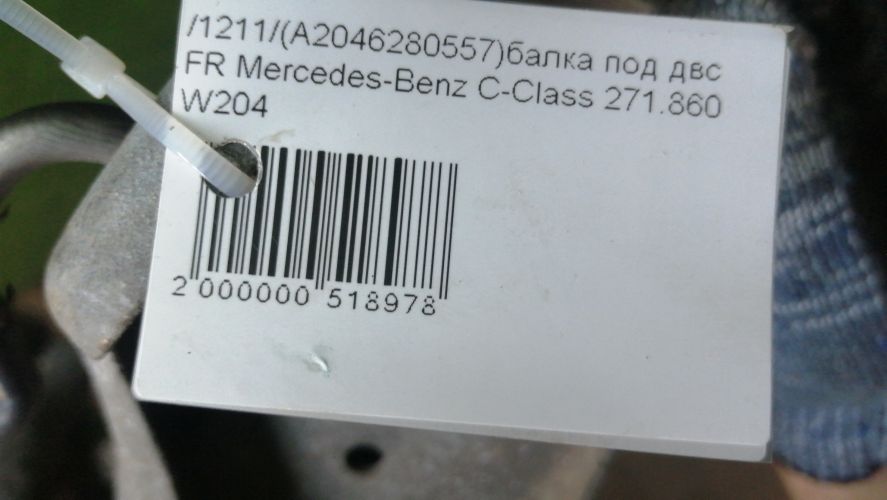 /1211/(A2046280557)балка под двс
FR Mercedes-Benz C-Class 271.860
W204
2 000000 518978